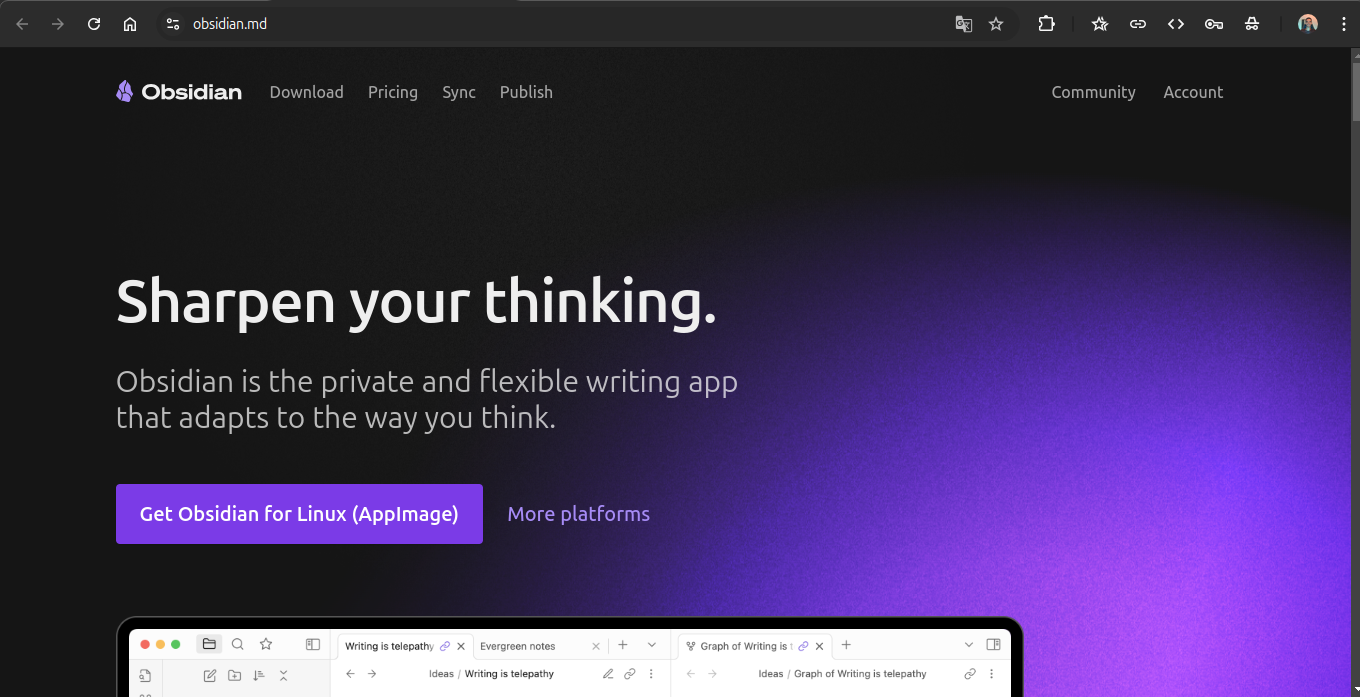 obsidian.md
Obsidian Download Pricing Sync Publish Community Account
Sharpen your thinking.
Obsidian is the private and flexible writing app
that adapts to the way you think.
Get Obsidian for Linux (AppImage) More platforms
Writing is telepathy Evergreen notes Graph of Writing is
Ideas / Writing is telepathy Ideas / Graph of Writing is telepathy